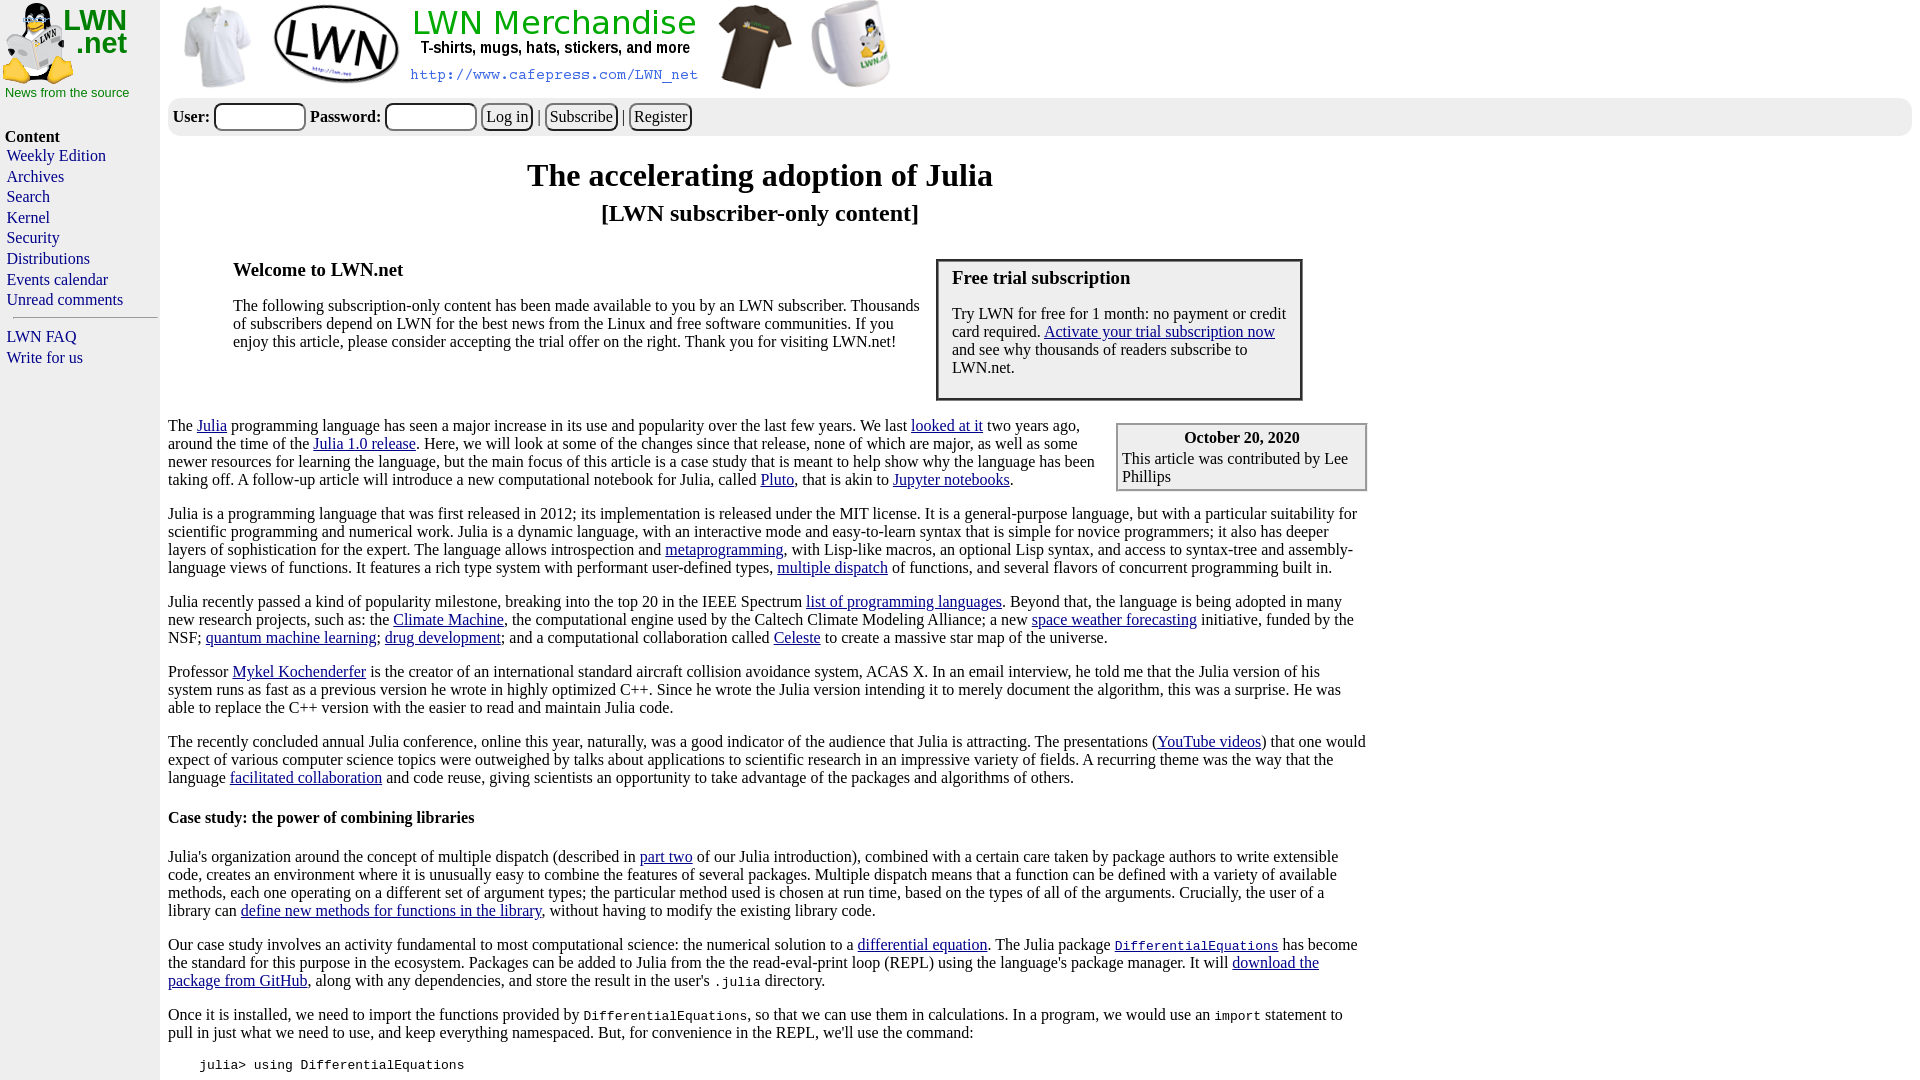 LWN
.net
News from the source
Content
Weekly Edition
Archives
Search
Kernel
Security
Distributions
Events calendar
Unread comments
LWN FAQ
Write for us
LWN
http://lwn.net
LWN Merchandise
T-shirts, mugs, hats, stickers, and more
http://www.cafepress.com/LWN_net
User: Password: Log in | Subscribe | Register
The accelerating adoption of Julia
[LWN subscriber-only content]
Welcome to LWN.net
The following subscription-only content has been made available to you by an LWN subscriber. Thousands
of subscribers depend on LWN for the best news from the Linux and free software communities. If you
enjoy this article, please consider accepting the trial offer on the right. Thank you for visiting LWN.net!
Free trial subscription
Try LWN for free for 1 month: no payment or credit
card required. Activate your trial subscription now
and see why thousands of readers subscribe to
LWN.net.
The Julia programming language has seen a major increase in its use and popularity over the last few years. We last looked at it two years ago,
around the time of the Julia 1.0 release. Here, we will look at some of the changes since that release, none of which are major, as well as some
newer resources for learning the language, but the main focus of this article is a case study that is meant to help show why the language has been
taking off. A follow-up article will introduce a new computational notebook for Julia, called Pluto, that is akin to Jupyter notebooks.
October 20, 2020
This article was contributed by Lee
Phillips
Julia is a programming language that was first released in 2012; its implementation is released under the MIT license. It is a general-purpose language, but with a particular suitability for
scientific programming and numerical work. Julia is a dynamic language, with an interactive mode and easy-to-learn syntax that is simple for novice programmers; it also has deeper
layers of sophistication for the expert. The language allows introspection and metaprogramming, with Lisp-like macros, an optional Lisp syntax, and access to syntax-tree and assembly-
language views of functions. It features a rich type system with performant user-defined types, multiple dispatch of functions, and several flavors of concurrent programming built in.
Julia recently passed a kind of popularity milestone, breaking into the top 20 in the IEEE Spectrum list of programming languages. Beyond that, the language is being adopted in many
new research projects, such as: the Climate Machine, the computational engine used by the Caltech Climate Modeling Alliance; a new space weather forecasting initiative, funded by the
NSF; quantum machine learning; drug development; and a computational collaboration called Celeste to create a massive star map of the universe.
Professor Mykel Kochenderfer is the creator of an international standard aircraft collision avoidance system, ACAS X. In an email interview, he told me that the Julia version of his
system runs as fast as a previous version he wrote in highly optimized C++. Since he wrote the Julia version intending it to merely document the algorithm, this was a surprise. He was
able to replace the C++ version with the easier to read and maintain Julia code.
The recently concluded annual Julia conference, online this year, naturally, was a good indicator of the audience that Julia is attracting. The presentations (YouTube videos) that one would
expect of various computer science topics were outweighed by talks about applications to scientific research in an impressive variety of fields. A recurring theme was the way that the
language facilitated collaboration and code reuse, giving scientists an opportunity to take advantage of the packages and algorithms of others.
Case study: the power of combining libraries
Julia's organization around the concept of multiple dispatch (described in part two of our Julia introduction), combined with a certain care taken by package authors to write extensible
code, creates an environment where it is unusually easy to combine the features of several packages. Multiple dispatch means that a function can be defined with a variety of available
methods, each one operating on a different set of argument types; the particular method used is chosen at run time, based on the types of all of the arguments. Crucially, the user of a
library can define new methods for functions in the library, without having to modify the existing library code.
Our case study involves an activity fundamental to most computational science: the numerical solution to a differential equation. The Julia package DifferentialEquations has become
the standard for this purpose in the ecosystem. Packages can be added to Julia from the the read-eval-print loop (REPL) using the language's package manager. It will download the
package from GitHub, along with any dependencies, and store the result in the user's .julia directory.
Once it is installed, we need to import the functions provided by DifferentialEquations, so that we can use them in calculations. In a program, we would use an import statement to
pull in just what we need to use, and keep everything namespaced. But, for convenience in the REPL, we'll use the command:
julia> using DifferentialEquations